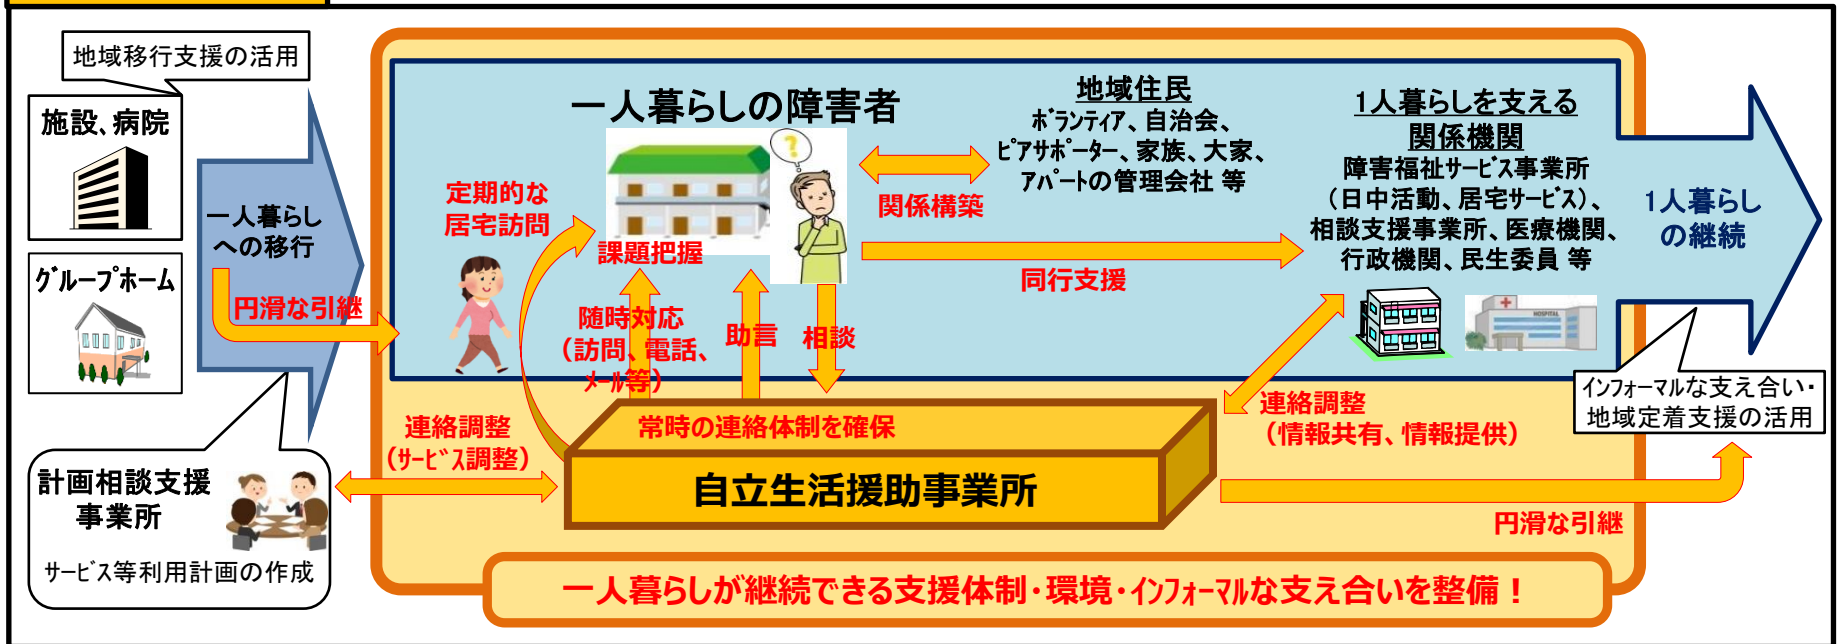 地域移行支援の活用
施設、病院
グループホーム
一人暮らし
への移行
円滑な引継
計画相談支援
事業所
サービス等利用計画の作成
連絡調整
(サービス調整)
一人暮らしの障害者
?
定期的な
居宅訪問
課題把握
随時対応
(訪問、電話、
メール等)
助言
相談
地域住民
ボランティア、自治会、
ピアサポーター、家族、大家、
アパートの管理会社 等
関係構築
同行支援
1人暮らしを支える
関係機関
障害福祉サービス事業所
(日中活動、居宅サービス)、
相談支援事業所、医療機関、
行政機関、民生委員 等
HOSPITAL
連絡調整
(情報共有、情報提供)
常時の連絡体制を確保
自立生活援助事業所
1人暮らし
の継続
インフォーマルな支え合い・
地域定着支援の活用
円滑な引継
一人暮らしが継続できる支援体制・環境・インフォーマルな支え合いを整備!